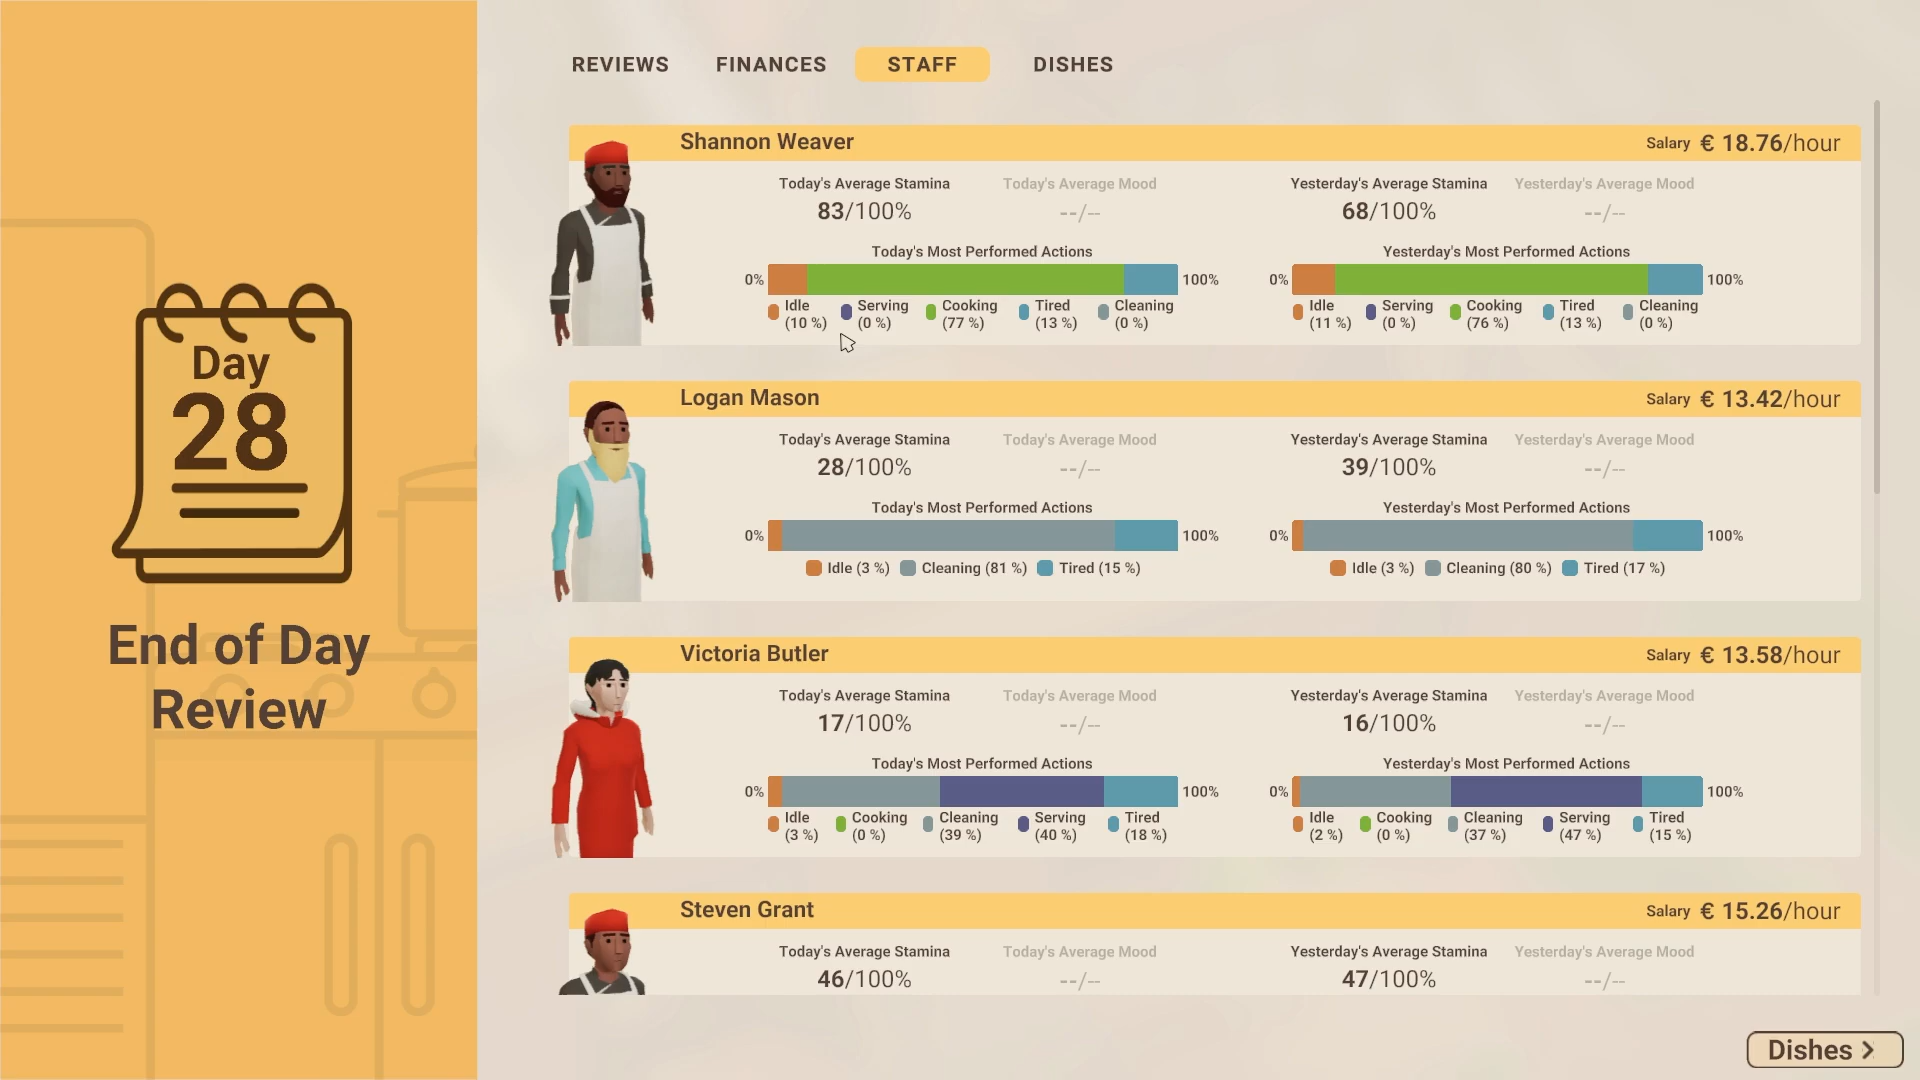 Day
28
End of Day
Review
REVIEWS FINANCES STAFF DISHES
Shannon Weaver Salary € 18.76/hour
Today's Average Stamina Today's Average Mood Yesterday's Average Stamina Yesterday's Average Mood
83/100% --/-- 68/100% --/--
Today's Most Performed Actions Yesterday's Most Performed Actions
0% 100% 0% 100%
Idle Serving Cooking Tired Cleaning Idle Serving Cooking Tired Cleaning
(10 %) (0 %) (77 %) (13 %) (0 %) (11 %) (0 %) (76 %) (13 %) (0 %)
Logan Mason Salary € 13.42/hour
Today's Average Stamina Today's Average Mood Yesterday's Average Stamina Yesterday's Average Mood
28/100% --/-- 39/100% --/--
Today's Most Performed Actions Yesterday's Most Performed Actions
0% 100% 0% 100%
Idle (3 %) Cleaning (81 %) Tired (15 %) Idle (3 %) Cleaning (80 %) Tired (17 %)
Victoria Butler Salary € 13.58/hour
Today's Average Stamina Today's Average Mood Yesterday's Average Stamina Yesterday's Average Mood
17/100% --/-- 16/100% --/--
Today's Most Performed Actions Yesterday's Most Performed Actions
0% 100% 0% 100%
Idle Cooking Cleaning Serving Tired Idle Cooking Cleaning Serving Tired
(3 %) (0 %) (39 %) (40 %) (18 %) (2 %) (0 %) (37 %) (47 %) (15 %)
Steven Grant Salary € 15.26/hour
Today's Average Stamina Today's Average Mood Yesterday's Average Stamina Yesterday's Average Mood
46/100% --/-- 47/100% --/--
Dishes >